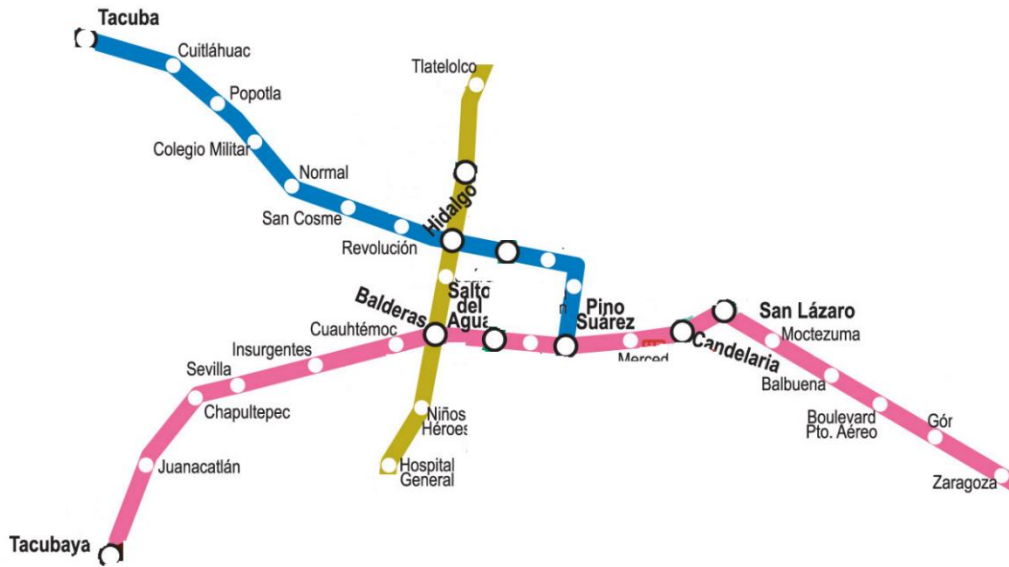 Tacuba
Cuitláhuac
Popotla
Colegio Militar
Normal
San Cosme
Revolución
Tlatelolco
Hidalgo
Balderas
Salto
del
Agua
Pino
Suárez
San Lázaro
Moctezuma
Candelaria
Merced
Balbuena
Boulevard
Pto. Aéreo
Gór
Zaragoza
Cuauhtémoc
Insurgentes
Sevilla
Chapultepec
Juanacatlán
Tacubaya
Niños
Héroes
Hospital
General